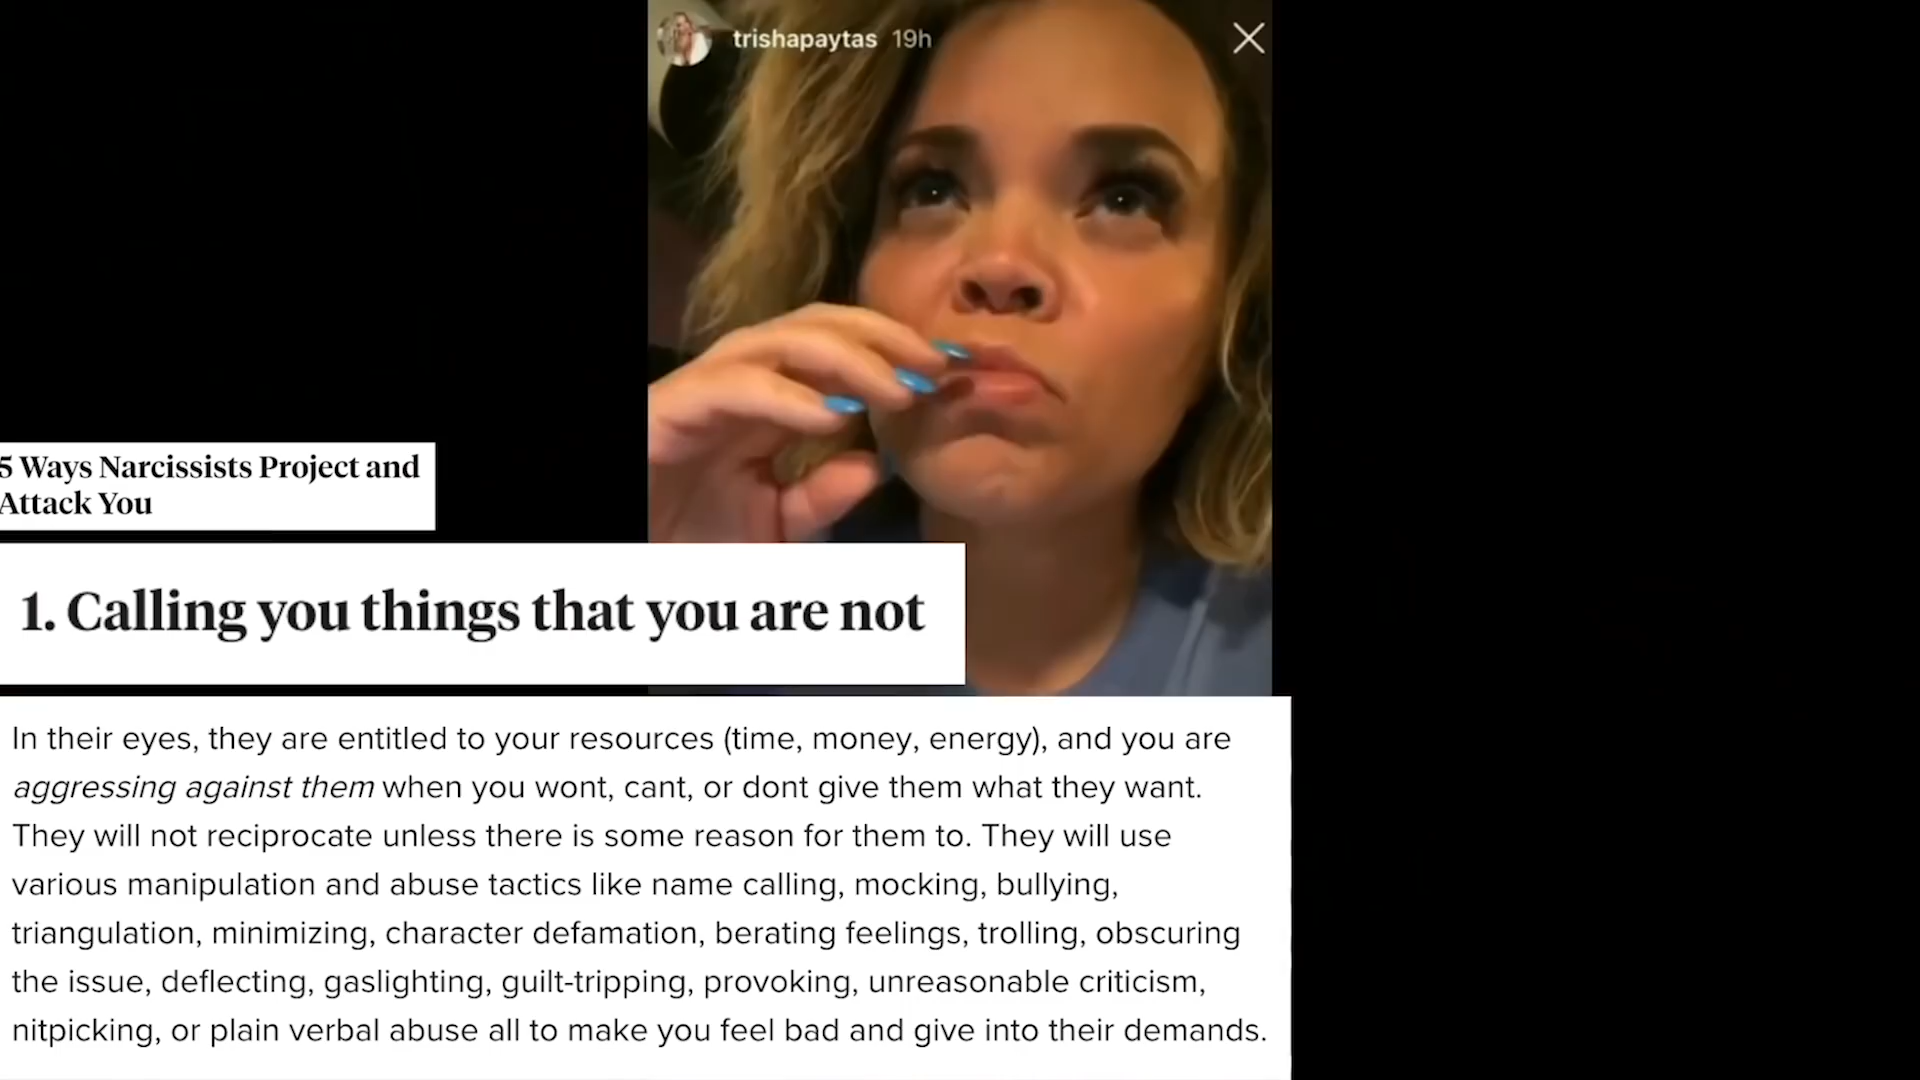 trishapaytas 19h
5 Ways Narcissists Project and
Attack You
1. Calling you things that you are not
In their eyes, they are entitled to your resources (time, money, energy), and you are
aggressing against them when you wont, cant, or dont give them what they want.
They will not reciprocate unless there is some reason for them to. They will use
various manipulation and abuse tactics like name calling, mocking, bullying,
triangulation, minimizing, character defamation, berating feelings, trolling, obscuring
the issue, deflecting, gaslighting, guilt-tripping, provoking, unreasonable criticism,
nitpicking, or plain verbal abuse all to make you feel bad and give into their demands.